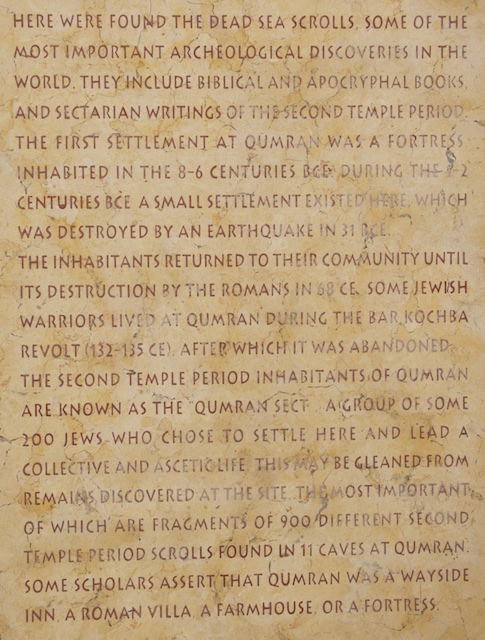 HERE WERE FOUND THE DEAD SEA SCROLLS, SOME OF THE
MOST IMPORTANT ARCHEOLOGICAL DISCOVERIES IN THE
WORLD. THEY INCLUDE BIBLICAL AND APOCRYPHAL BOOKS,
AND SECTARIAN WRITINGS OF THE SECOND TEMPLE PERIOD.
THE FIRST SETTLEMENT AT QUMRAN WAS A FORTRESS
INHABITED IN THE 8-6 CENTURIES BCE. DURING THE 2
CENTURIES BCE A SMALL SETTLEMENT EXISTED HERE, WHICH
WAS DESTROYED BY AN EARTHQUAKE IN 31 BCE.
THE INHABITANTS RETURNED TO THEIR COMMUNITY UNTIL
ITS DESTRUCTION BY THE ROMANS IN 68 CE. SOME JEWISH
WARRIORS LIVED AT QUMRAN DURING THE BAR KOCHBA
REVOLT (132-135 CE), AFTER WHICH IT WAS ABANDONED.
THE SECOND TEMPLE PERIOD INHABITANTS OF QUMRAN
ARE KNOWN AS THE "QUMRAN SECT", A GROUP OF SOME
200 JEWS WHO CHOSE TO SETTLE HERE AND LEAD A
COLLECTIVE AND ASCETIC LIFE. THIS MAY BE GLEANED FROM
REMAINS DISCOVERED AT THE SITE, THE MOST IMPORTANT
OF WHICH ARE FRAGMENTS OF 900 DIFFERENT SECOND
TEMPLE PERIOD SCROLLS FOUND IN 11 CAVES AT QUMRAN.
SOME SCHOLARS ASSERT THAT QUMRAN WAS A WAYSIDE
INN, A ROMAN VILLA, A FARMHOUSE, OR A FORTRESS.